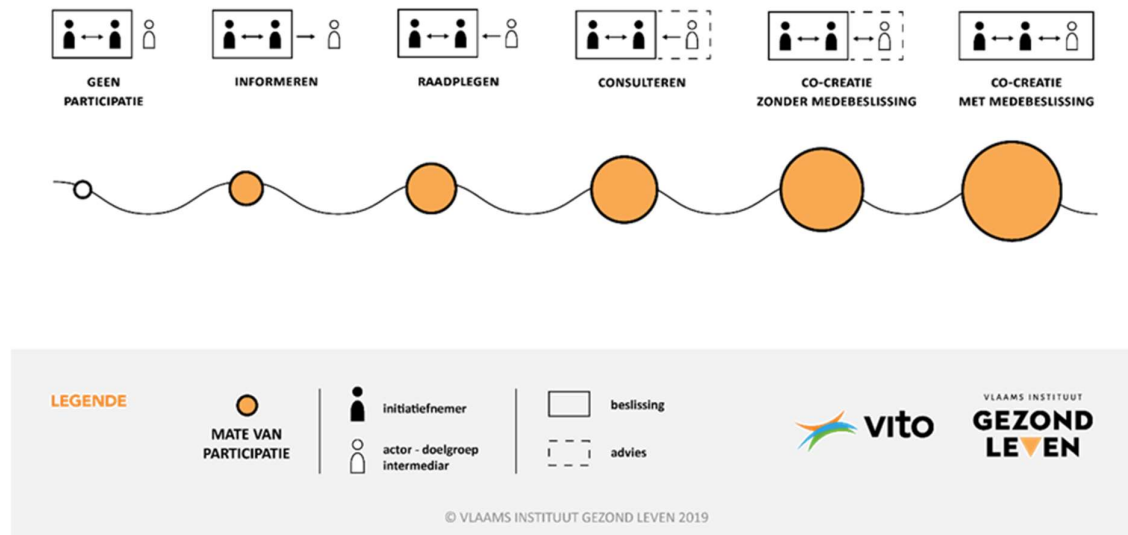 GEEN
PARTICIPATIE
INFORMEREN
RAADPLEGEN
CONSULTEREN
CO-CREATIE
ZONDER MEDEBESLISSING
CO-CREATIE
MET MEDEBESLISSING
LEGENDE
MATE VAN
PARTICIPATIE
initiatiefnemer
actor - doelgroep
intermediar
beslissing
advies
vito
VLAAMS INSTITUUT
GEZOND
LEVEN
© VLAAMS INSTITUUT GEZOND LEVEN 2019